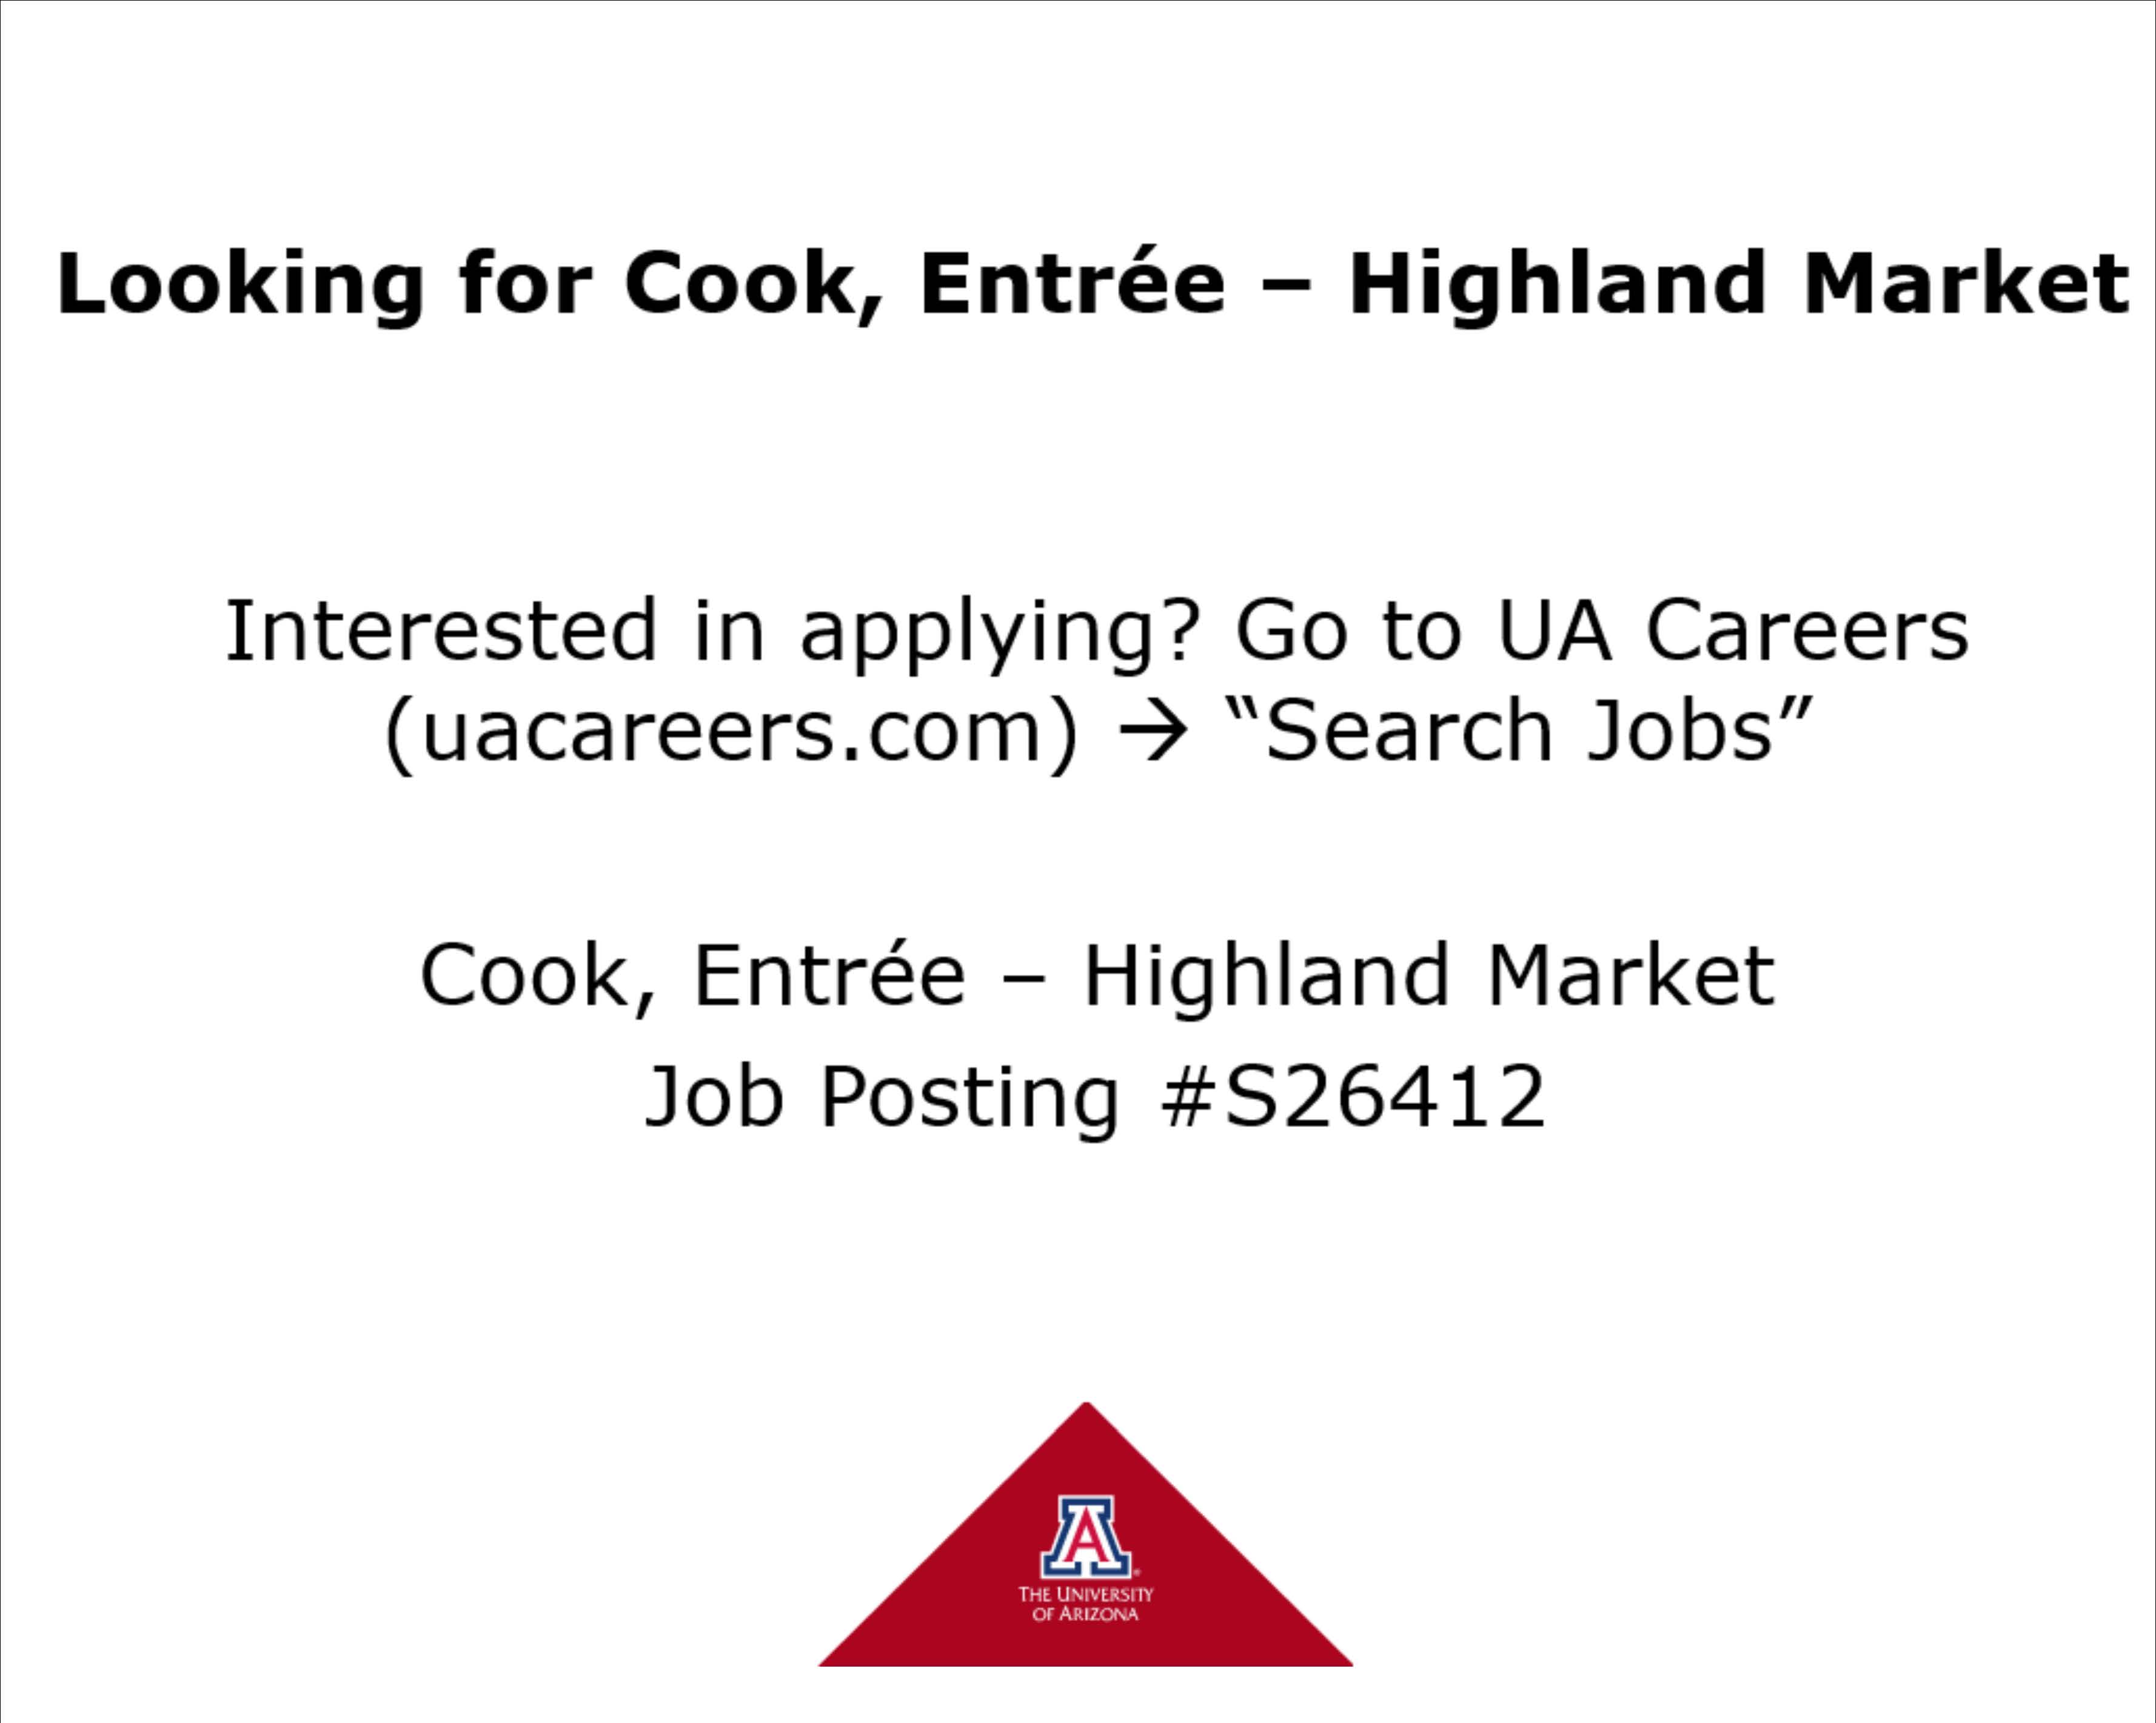 Looking for Cook, Entrée – Highland Market
Interested in applying? Go to UA Careers
(uacareers.com) → “Search Jobs”
Cook, Entrée – Highland Market
Job Posting #S26412
A
THE UNIVERSITY
OF ARIZONA